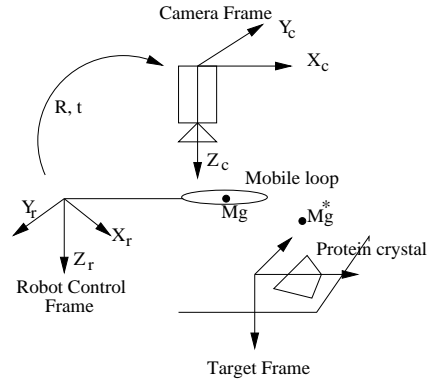 Camera Frame
Y_c
X_c
R, t
Z_c
Mobile loop
Mg
Mg*
Y_r
X_r
Z_r
Protein crystal
Robot Control
Frame
Target Frame